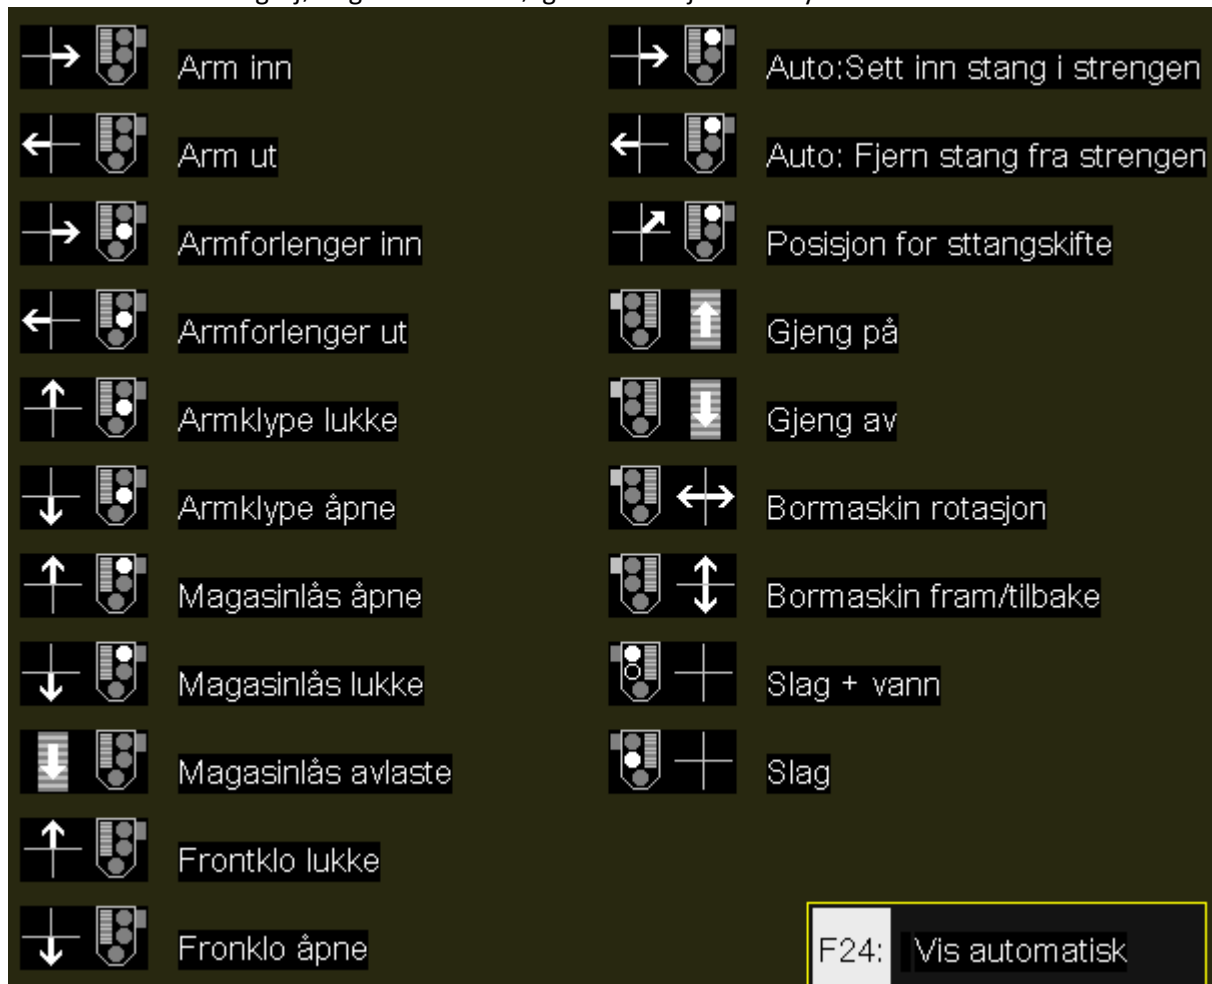 Arm inn
Arm ut
Armforlenger inn
Armforlenger ut
Armklype lukke
Armklype åpne
Magasinlås åpne
Magasinlås lukke
Magasinlås avlaste
Frontklo lukke
Fronklo åpne
Auto:Sett inn stang i strengen
Auto: Fjern stang fra strengen
Posisjon for sttangskifte
Gjeng på
Gjeng av
Bormaskin rotasjon
Bormaskin fram/tilbake
Slag + vann
Slag
F24: Vis automatisk